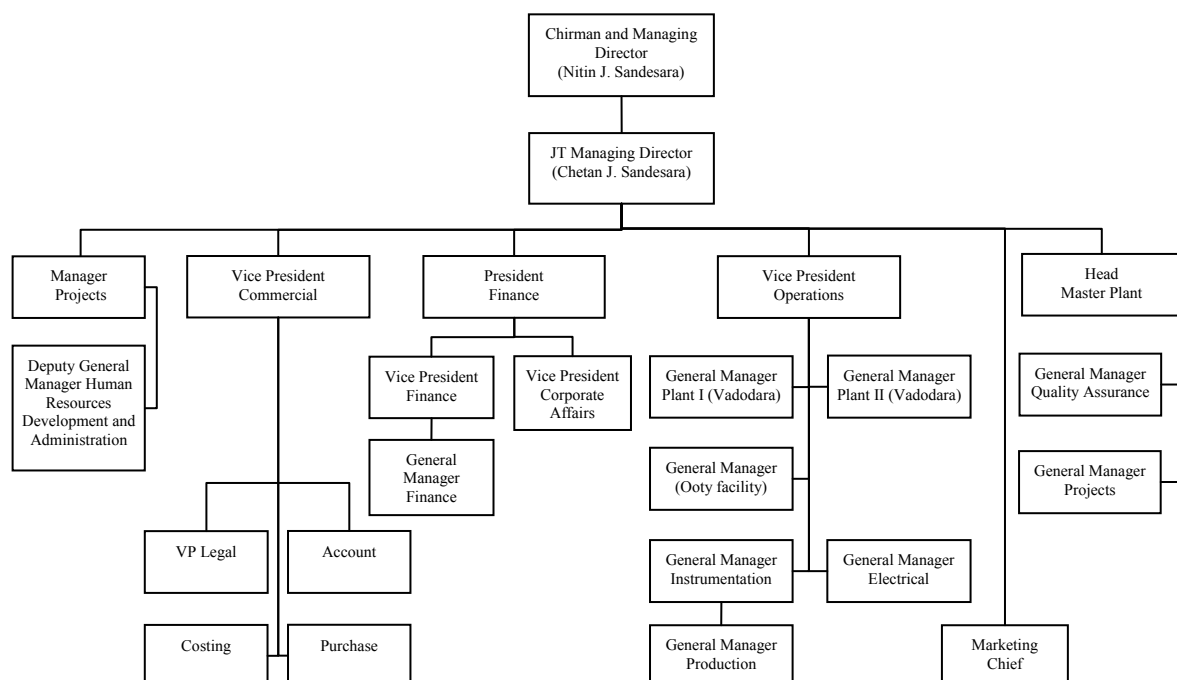 Chirman and Managing
Director
(Nitin J. Sandesara)
JT Managing Director
(Chetan J. Sandesara)
Manager
Projects
Vice President
Commercial
President
Finance
Vice President
Operations
Head
Master Plant
Deputy General
Manager Human
Resources
Development and
Administration
Vice President
Finance
Vice President
Corporate
Affairs
General Manager
Plant I (Vadodara)
General Manager
Plant II (Vadodara)
General Manager
Quality Assurance
General
Manager
Finance
General Manager
(Ooty facility)
General Manager
Projects
VP Legal
Account
General Manager
Instrumentation
General Manager
Electrical
Costing
Purchase
General Manager
Production
Marketing
Chief